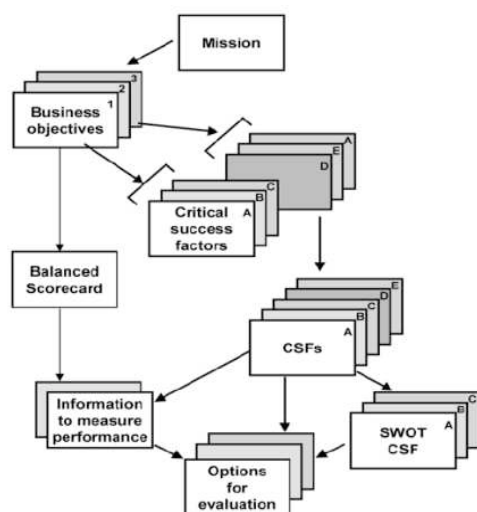 Mission
3
2
1
Business
objectives
A
E
D
C
B
A
Critical
success
factors
Balanced
Scorecard
E
D
C
B
A
CSFs
Information
to measure
performance
C
B
A
SWOT
CSF
Options
for
evaluation